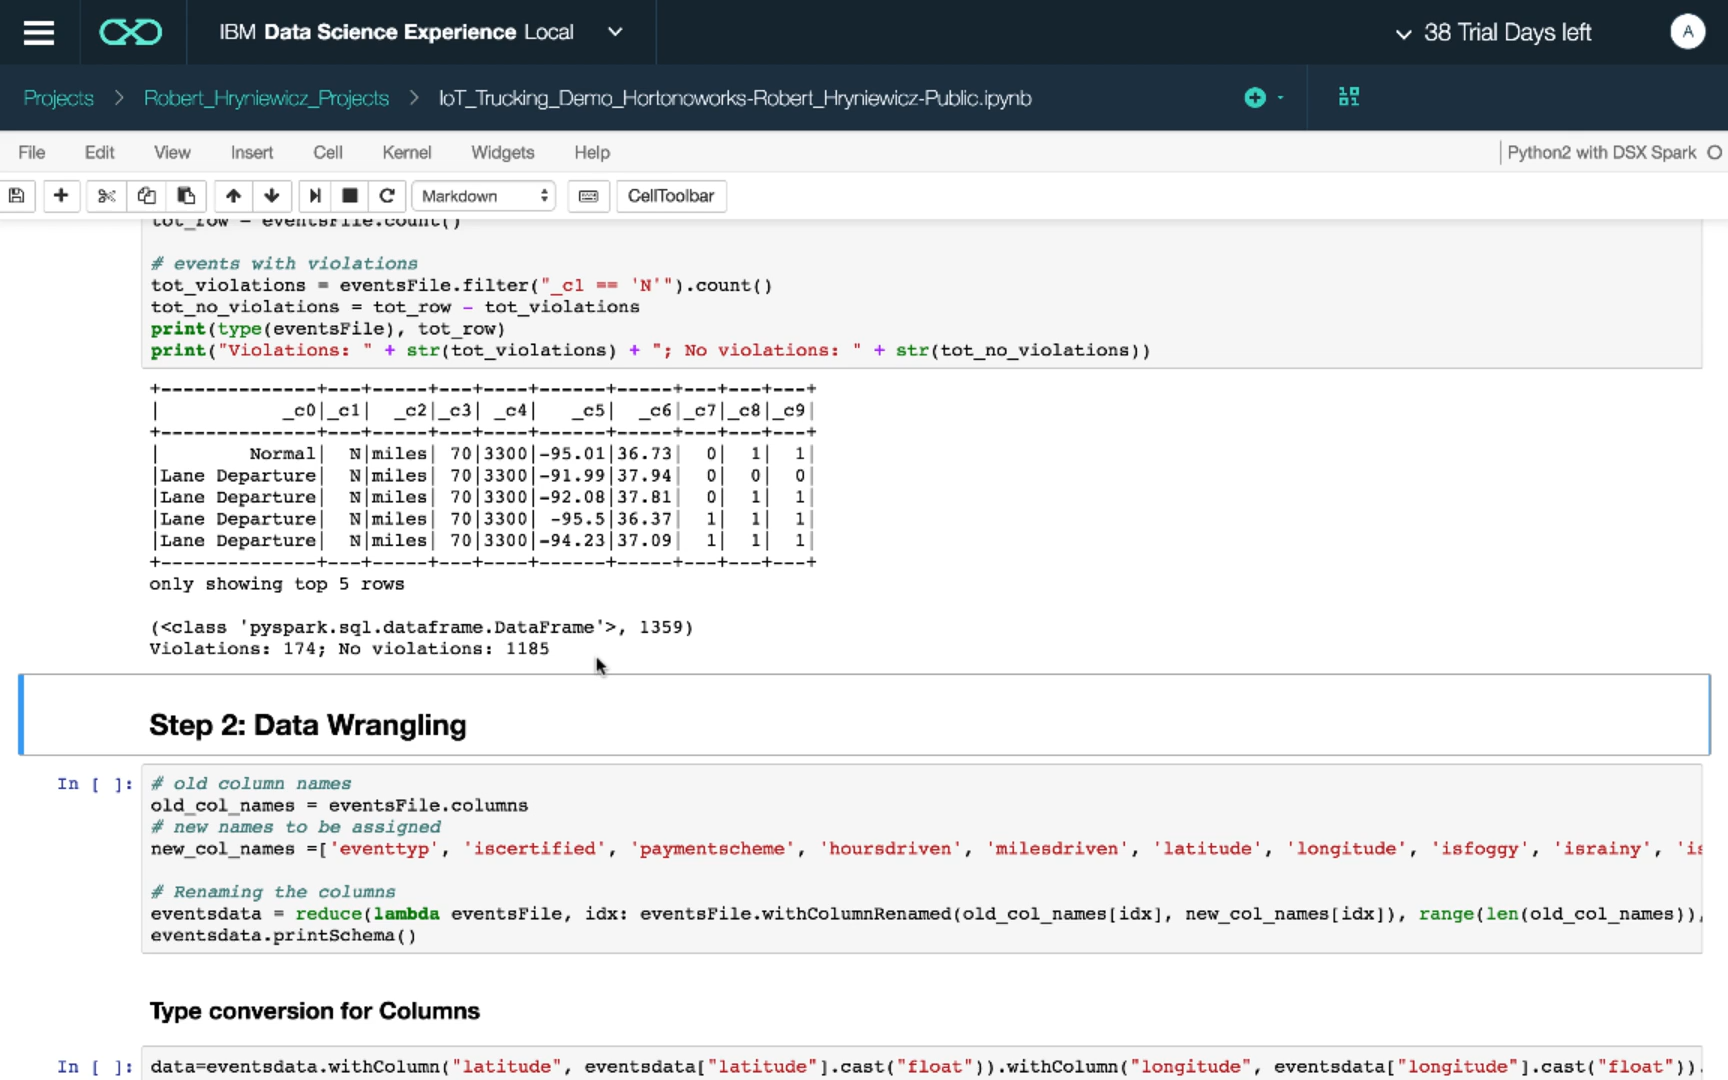 IBM Data Science Experience Local
38 Trial Days left
A
Projects > Robert_Hryniewicz_Projects > IoT_Trucking_Demo_Hortonoworks-Robert_Hryniewicz-Public.ipynb
File Edit View Insert Cell Kernel Widgets Help
Python2 with DSX Spark
Markdown
CellToolbar
tot_row = eventsFile.count()
# events with violations
tot_violations = eventsFile.filter("_c1 == 'N'").count()
tot_no_violations = tot_row - tot_violations
print(type(eventsFile), tot_row)
print("Violations: " + str(tot_violations) + "; No violations: " + str(tot_no_violations))
+--------------+---+-----+---+----+------+-----+---+---+---+
|           _c0|_c1|  _c2|_c3| _c4|   _c5|  _c6|_c7|_c8|_c9|
+--------------+---+-----+---+----+------+-----+---+---+---+
|        Normal|  N|miles| 70|3300|-95.01|36.73|  0|  1|  1|
|Lane Departure|  N|miles| 70|3300|-91.99|37.94|  0|  0|  0|
|Lane Departure|  N|miles| 70|3300|-92.08|37.81|  0|  1|  1|
|Lane Departure|  N|miles| 70|3300| -95.5|36.37|  1|  1|  1|
|Lane Departure|  N|miles| 70|3300|-94.23|37.09|  1|  1|  1|
+--------------+---+-----+---+----+------+-----+---+---+---+
only showing top 5 rows
(<class 'pyspark.sql.dataframe.DataFrame'>, 1359)
Violations: 174; No violations: 1185
Step 2: Data Wrangling
In [ ]: # old column names
old_col_names = eventsFile.columns
# new names to be assigned
new_col_names =['eventtyp', 'iscertified', 'paymentscheme', 'hoursdriven', 'milesdriven', 'latitude', 'longitude', 'isfoggy', 'israiny', 'is
# Renaming the columns
eventsdata = reduce(lambda eventsFile, idx: eventsFile.withColumnRenamed(old_col_names[idx], new_col_names[idx]), range(len(old_col_names)),
eventsdata.printSchema()
Type conversion for Columns
In [ ]: data=eventsdata.withColumn("latitude", eventsdata["latitude"].cast("float")).withColumn("longitude", eventsdata["longitude"].cast("float")).